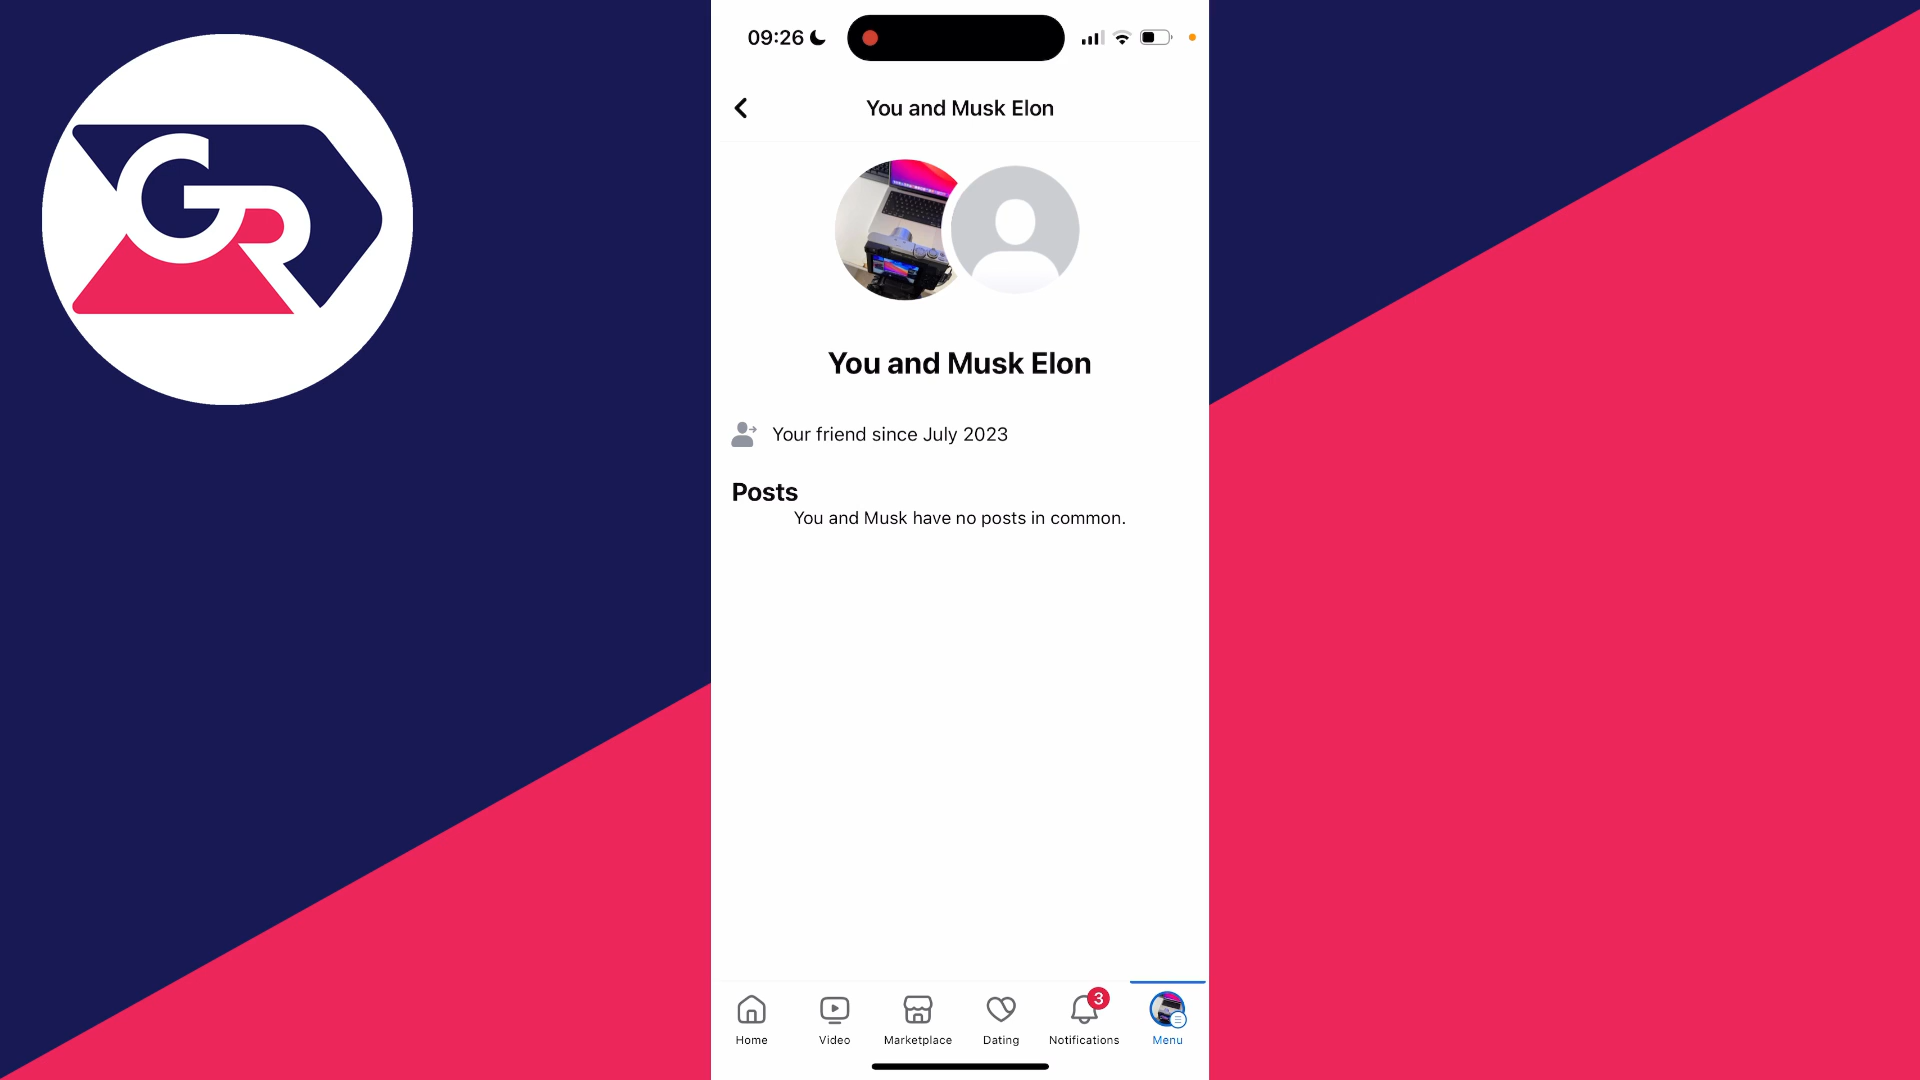 GR
09:26
You and Musk Elon
You and Musk Elon
Your friend since July 2023
Posts
You and Musk have no posts in common.
3
Home
Video
Marketplace
Dating
Notifications
Menu